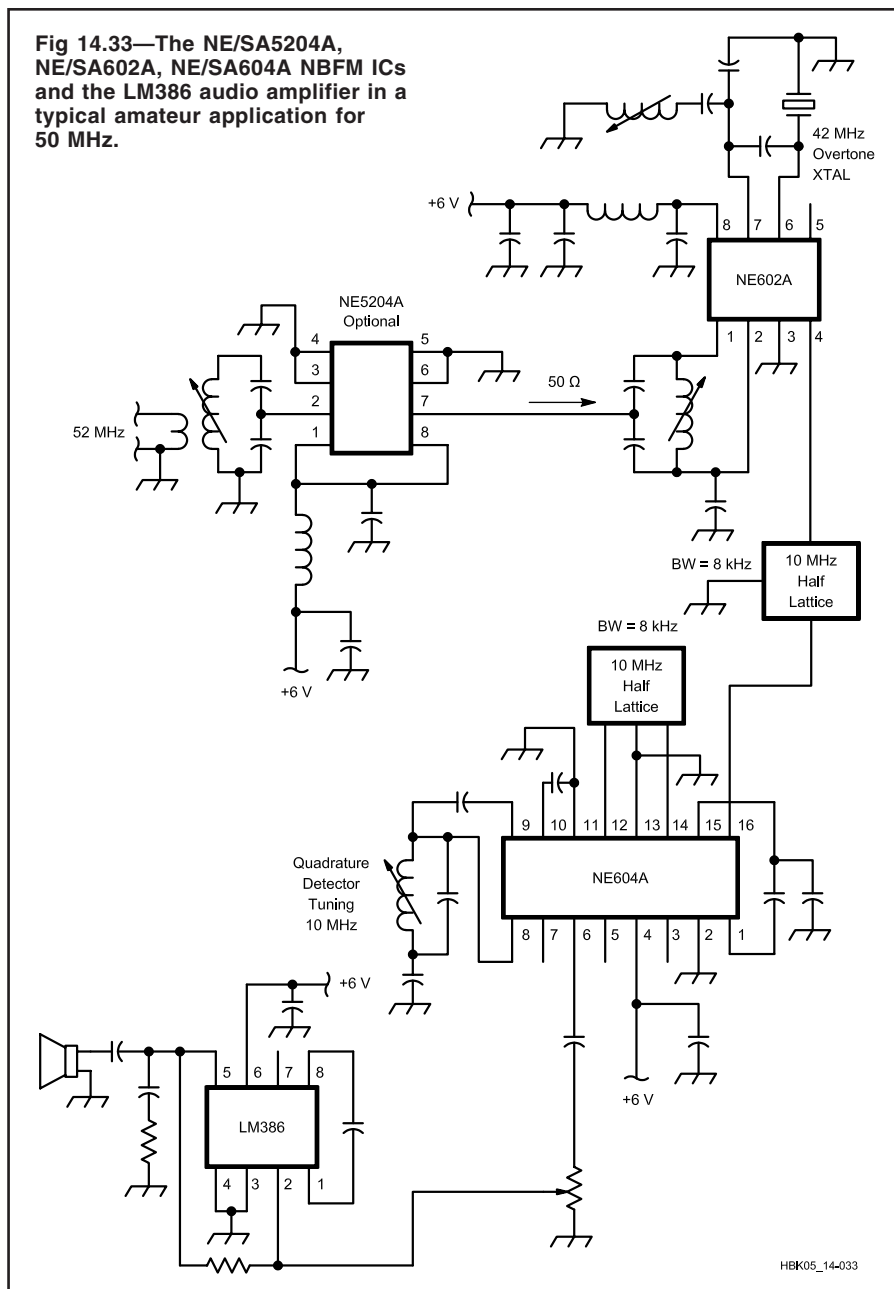 Fig 14.33—The NE/SA5204A,
NE/SA602A, NE/SA604A NBFM ICs
and the LM386 audio amplifier in a
typical amateur application for
50 MHz.
42 MHz
Overtone
XTAL
+6 V
8
7
6
5
NE602A
1
2
3
4
NE5204A
Optional
4
3
2
1
5
6
7
8
52 MHz
50 Ω
+6 V
BW = 8 kHz
10 MHz
Half
Lattice
BW = 8 kHz
10 MHz
Half
Lattice
9
10
11
12
13
14
15
16
NE604A
8
7
6
5
4
3
2
1
Quadrature
Detector
Tuning
10 MHz
+6 V
+6 V
5
6
7
8
LM386
4
3
2
1
HBK05_14-033